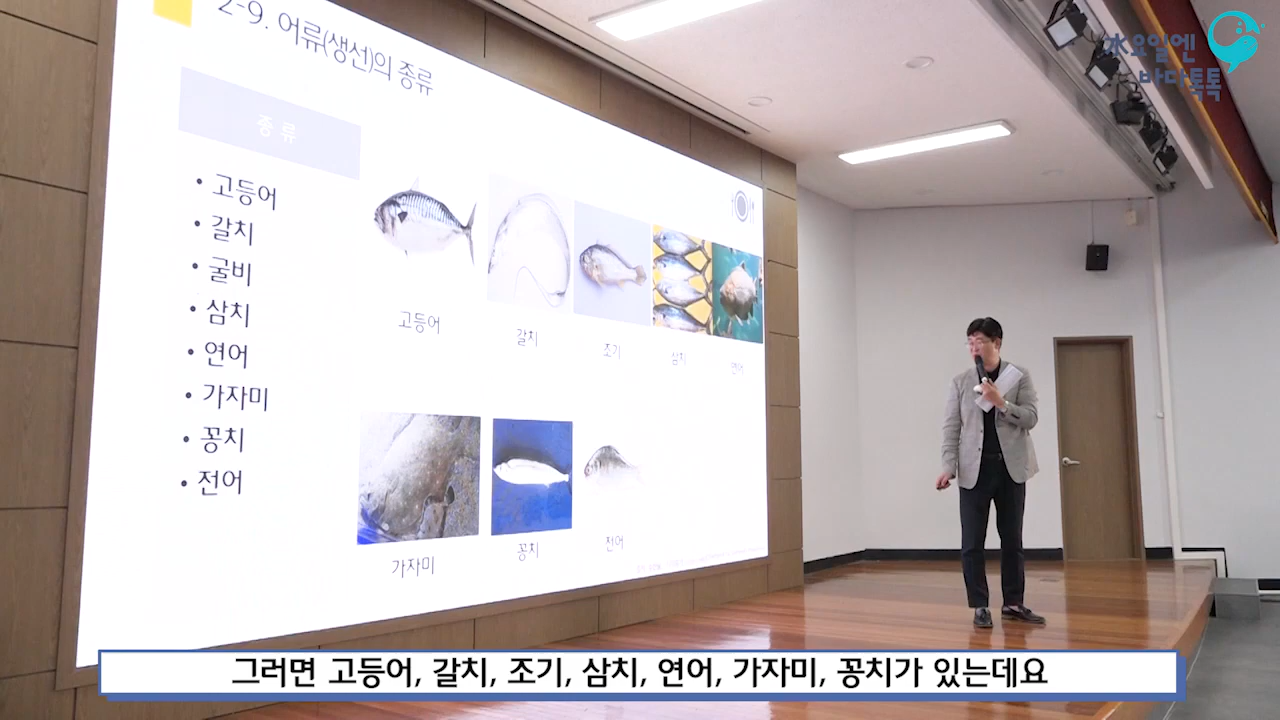 2-9. 어류(생선)의 종류
水요일엔
바다톡톡
종 류
• 고등어
• 갈치
• 굴비
• 삼치
• 연어
• 가자미
• 꽁치
• 전어
고등어
갈치
조기
삼치
연어
가자미
꽁치
전어
그러면 고등어, 갈치, 조기, 삼치, 연어, 가자미, 꽁치가 있는데요